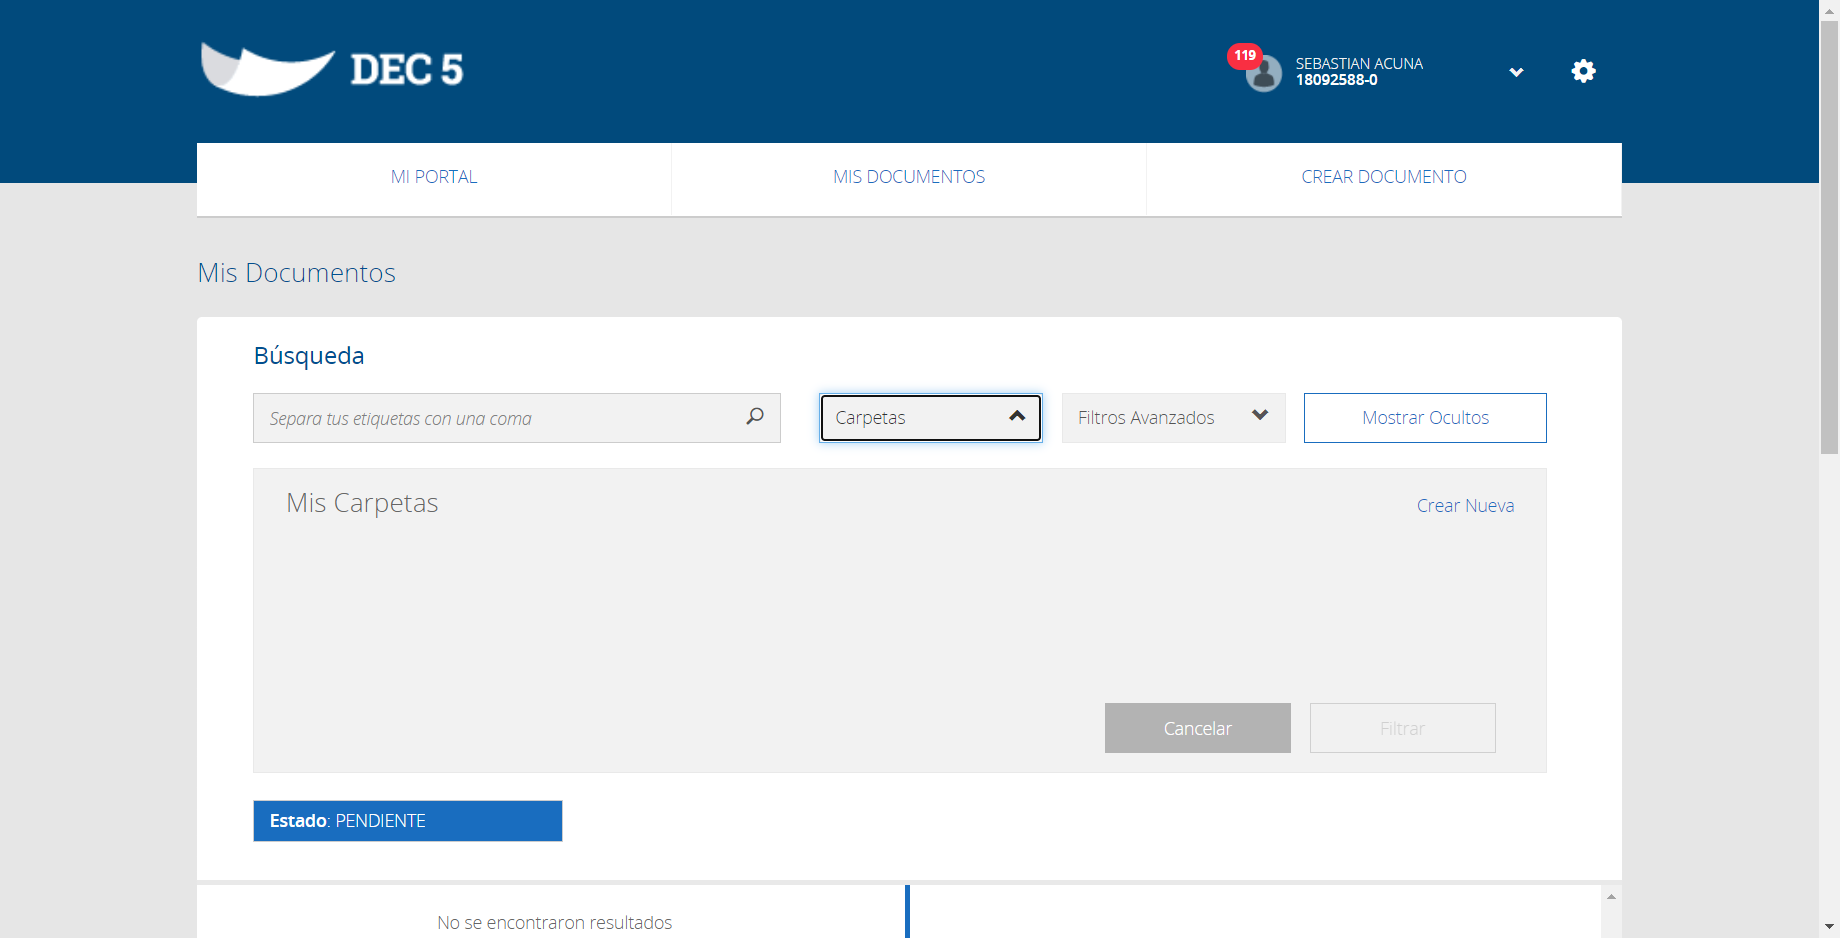 DEC 5
119
SEBASTIAN ACUNA
18092588-0
MI PORTAL
MIS DOCUMENTOS
CREAR DOCUMENTO
Mis Documentos
Búsqueda
Separa tus etiquetas con una coma
Carpetas
Filtros Avanzados
Mostrar Ocultos
Mis Carpetas
Crear Nueva
Cancelar
Filtrar
Estado: PENDIENTE
No se encontraron resultados